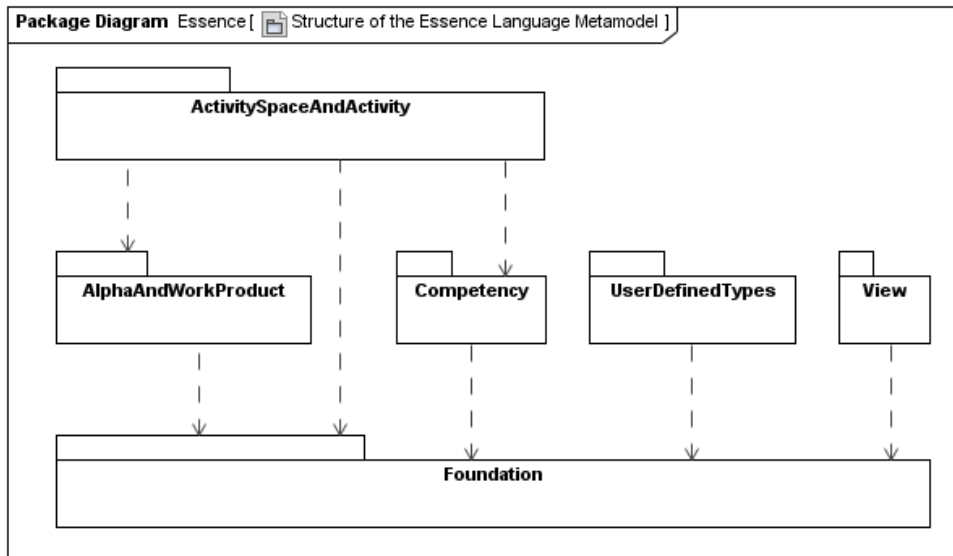 Package Diagram Essence [ Structure of the Essence Language Metamodel ]
ActivitySpaceAndActivity
AlphaAndWorkProduct
Competency
UserDefinedTypes
View
Foundation